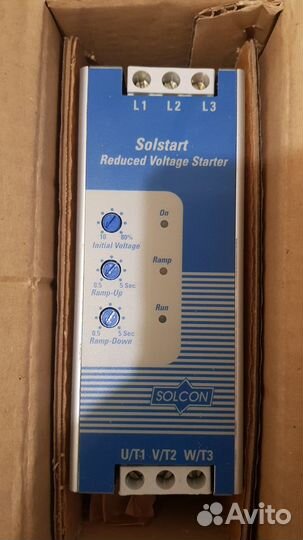 L1 L2 L3
Solstart
Reduced Voltage Starter
On
10 80%
Initial Voltage
Ramp
0.5 5 Sec
Ramp-Up
Run
0.5 5 Sec
Ramp-Down
SOLCON
U/T1 V/T2 W/T3
Avito